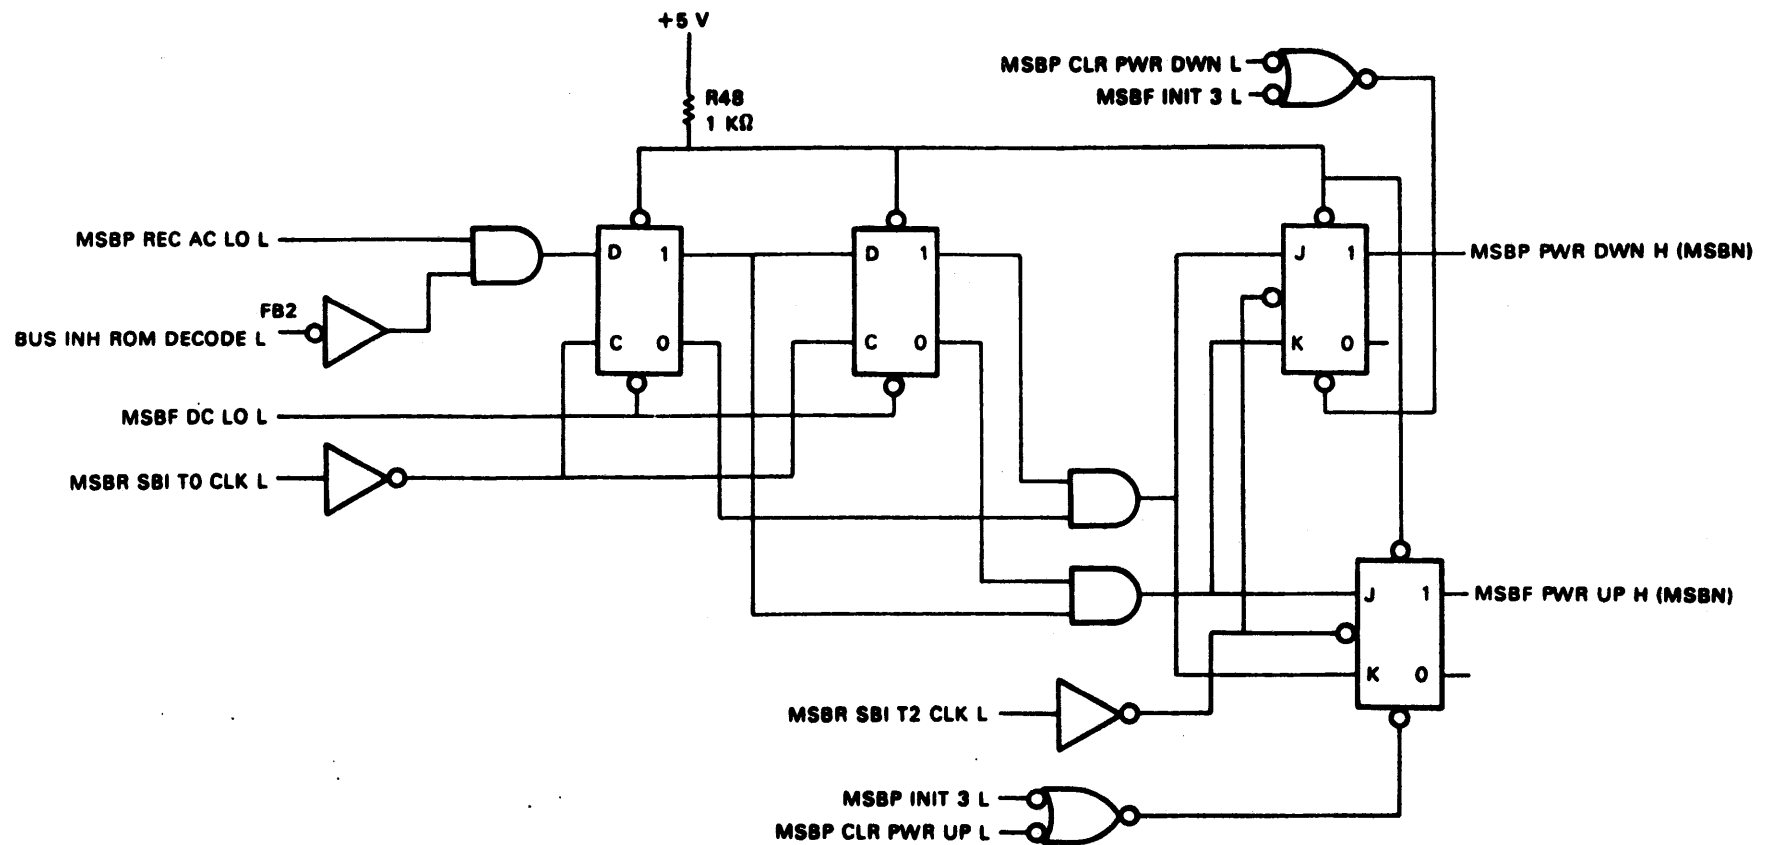 +5 V
R48
1 KΩ
MSBP CLR PWR DWN L
MSBF INIT 3 L
MSBP REC AC LO L
FB2
BUS INH ROM DECODE L
D 1
C 0
D 1
C 0
J 1
K 0
MSBP PWR DWN H (MSBN)
MSBF DC LO L
MSBR SBI T0 CLK L
J 1
K 0
MSBF PWR UP H (MSBN)
MSBR SBI T2 CLK L
MSBP INIT 3 L
MSBP CLR PWR UP L